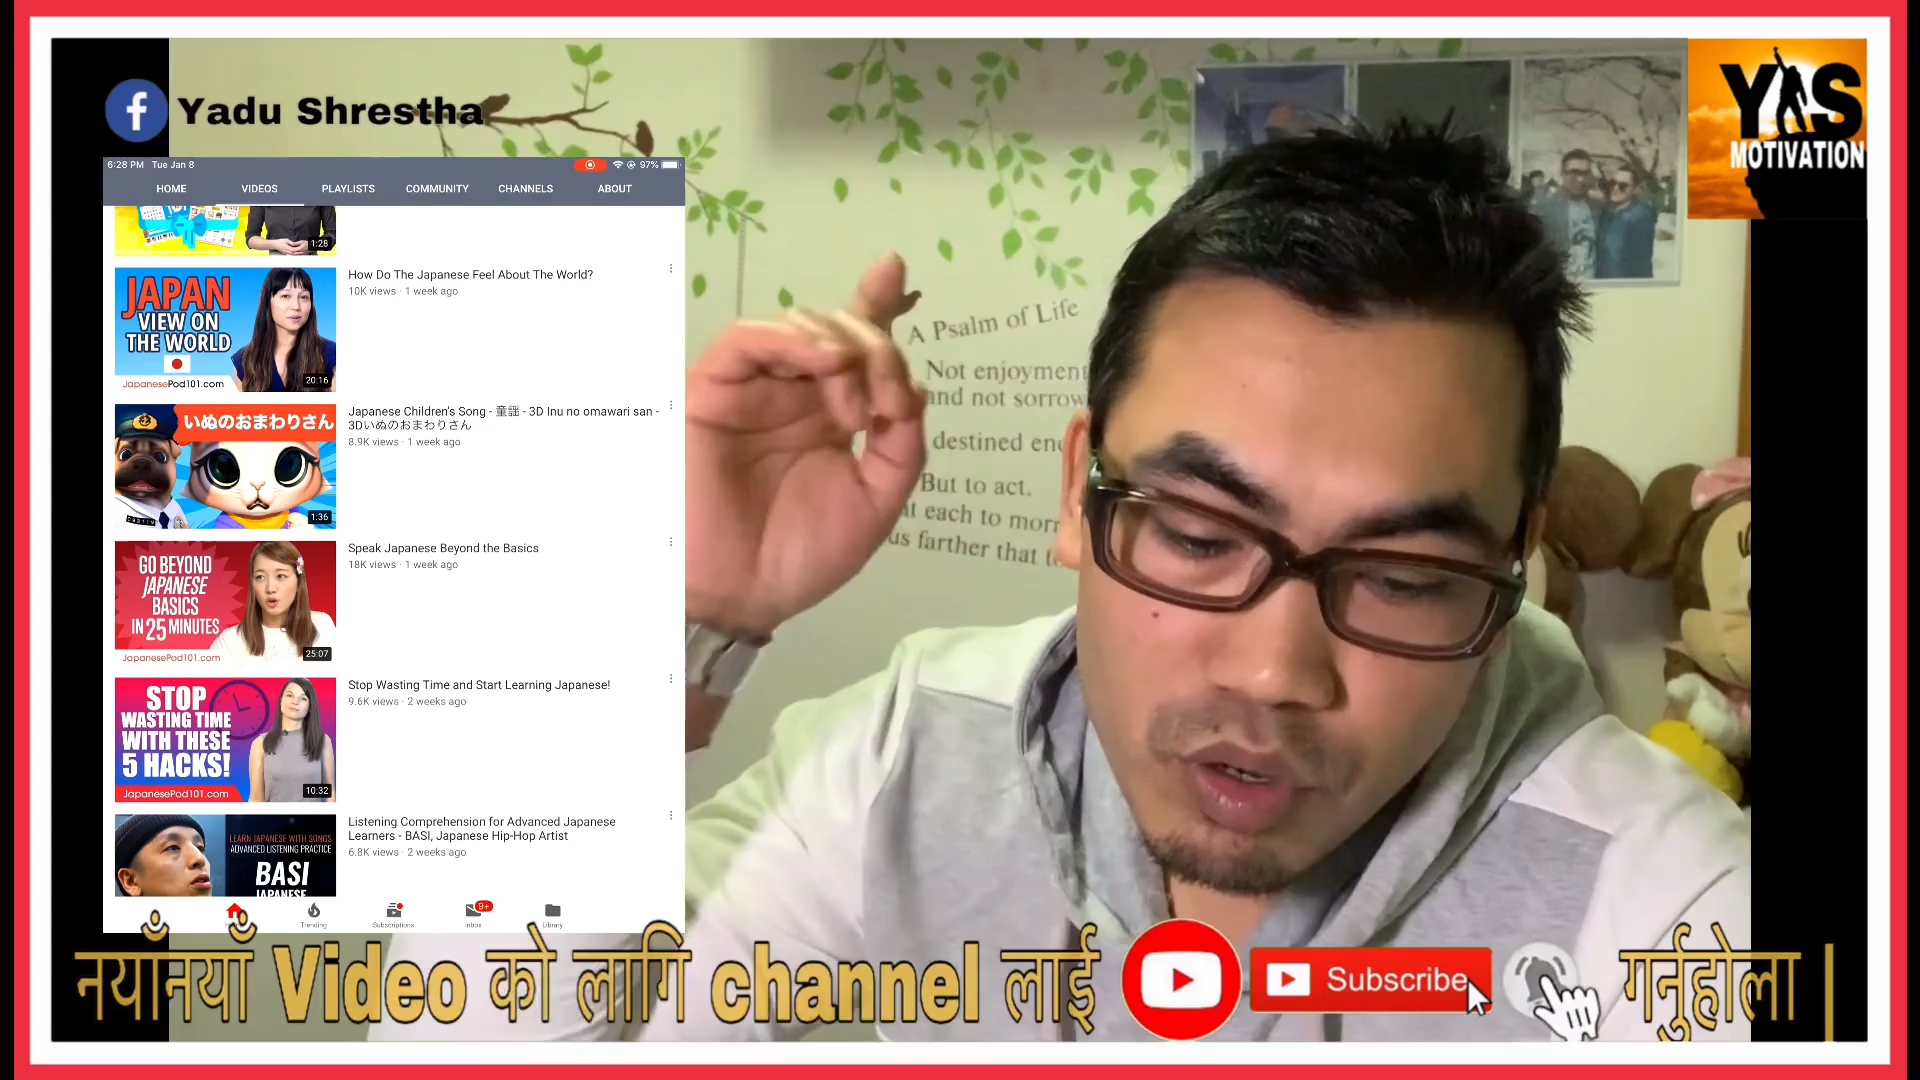 Yadu Shrestha
YAS
MOTIVATION
6:28 PM Tue Jan 8
97%
HOME VIDEOS PLAYLISTS COMMUNITY CHANNELS ABOUT
1:28
JAPAN
VIEW ON
THE WORLD
JapanesePod101.com
20:16
How Do The Japanese Feel About The World?
10K views · 1 week ago
いぬのおまわりさん
1:36
Japanese Children's Song - 童謡 - 3D Inu no omawari san -
3Dいぬのおまわりさん
8.9K views · 1 week ago
GO BEYOND
JAPANESE
BASICS
IN 25 MINUTES
JapanesePod101.com
25:07
Speak Japanese Beyond the Basics
18K views · 1 week ago
STOP
WASTING TIME
WITH THESE
5 HACKS!
JapanesePod101.com
10:32
Stop Wasting Time and Start Learning Japanese!
9.6K views · 2 weeks ago
LEARN JAPANESE WITH SONGS
ADVANCED LISTENING PRACTICE
BASI
JAPANESE
Listening Comprehension for Advanced Japanese
Learners - BASI, Japanese Hip-Hop Artist
6.8K views · 2 weeks ago
9+
Trending Subscriptions Inbox Library
A Psalm of Life
Not enjoyment
and not sorrow
destined en
But to act.
each to morr
us farther that
नयाँनयाँ Video को लागि channel लाई Subscribe गर्नुहोला |